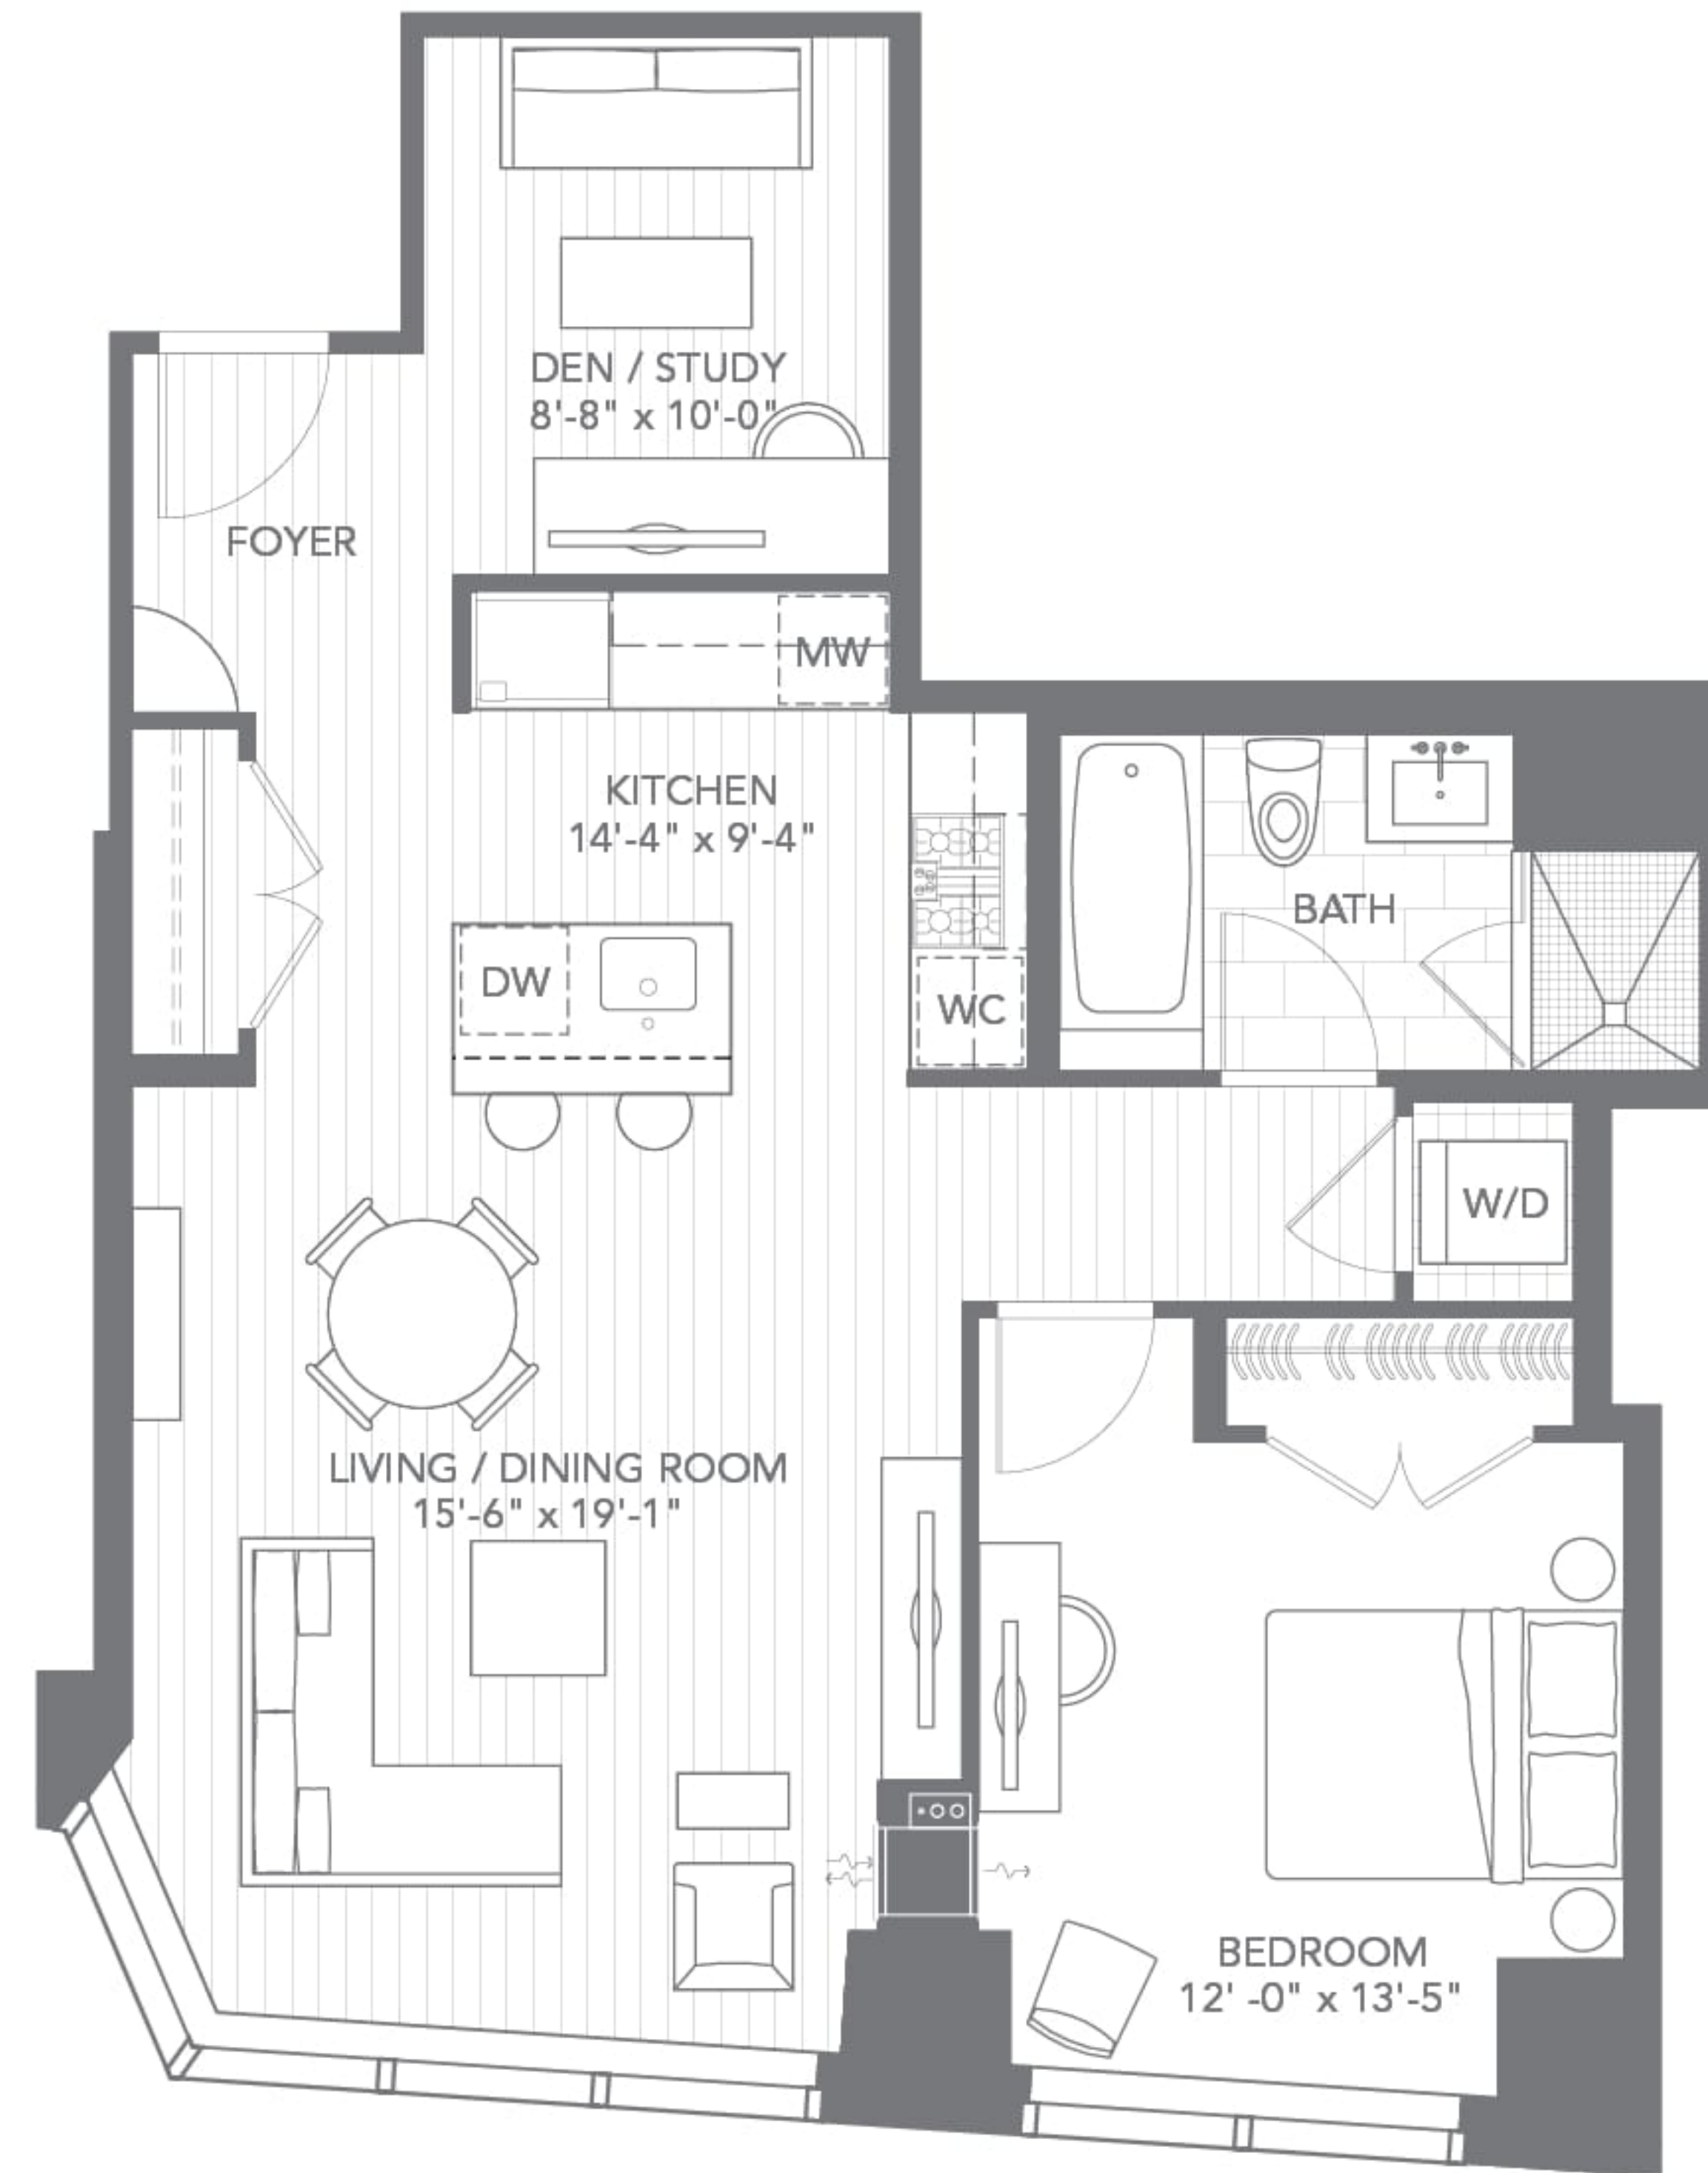 DEN / STUDY
8'-8" x 10'-0"
FOYER
MW
KITCHEN
14'-4" x 9'-4"
BATH
DW
WC
W/D
LIVING / DINING ROOM
15'-6" x 19'-1"
BEDROOM
12' -0" x 13'-5"